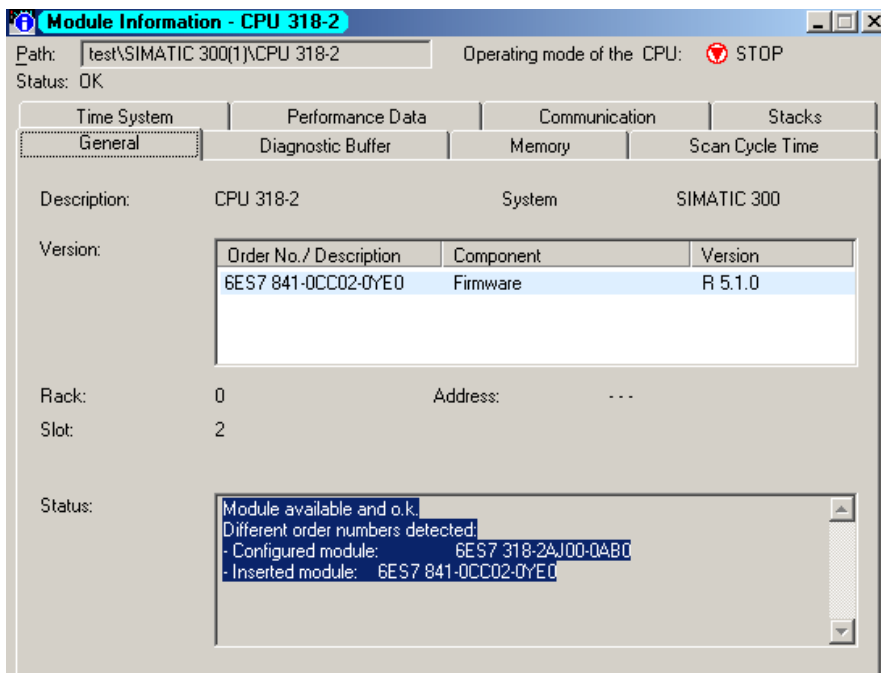 Module Information - CPU 318-2
Path: test\SIMATIC 300(1)\CPU 318-2 Operating mode of the CPU: STOP
Status: OK
Time System Performance Data Communication Stacks
General Diagnostic Buffer Memory Scan Cycle Time
Description: CPU 318-2 System SIMATIC 300
Version:
Order No./ Description Component Version
6ES7 841-0CC02-0YE0 Firmware R 5.1.0
Rack: 0 Address: - - -
Slot: 2
Status:
Module available and o.k.
Different order numbers detected:
- Configured module: 6ES7 318-2AJ00-0AB0
- Inserted module: 6ES7 841-0CC02-0YE0